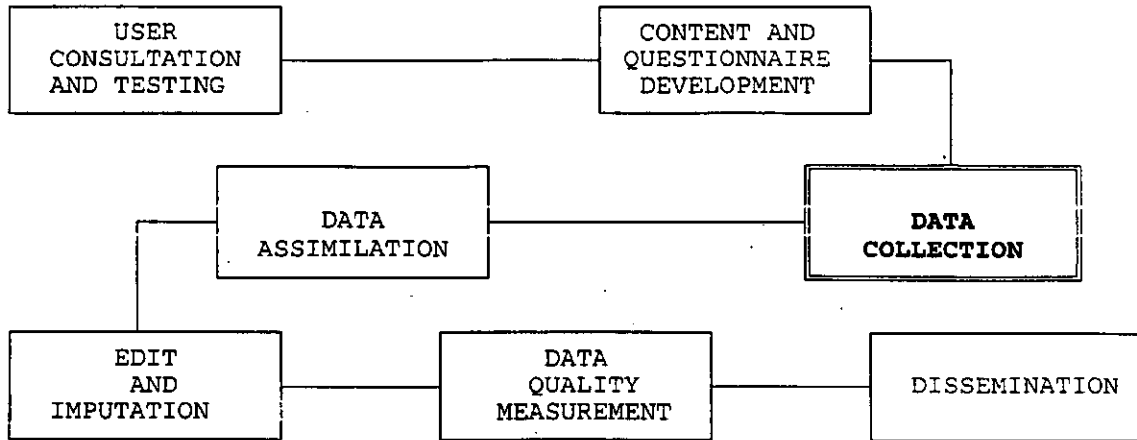 USER
CONSULTATION
AND TESTING
CONTENT AND
QUESTIONNAIRE
DEVELOPMENT
DATA
COLLECTION
DATA
ASSIMILATION
EDIT
AND
IMPUTATION
DATA
QUALITY
MEASUREMENT
DISSEMINATION